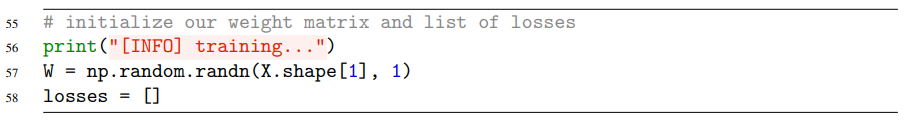 55 # initialize our weight matrix and list of losses
56 print("[INFO] training...")
57 W = np.random.randn(X.shape[1], 1)
58 losses = []